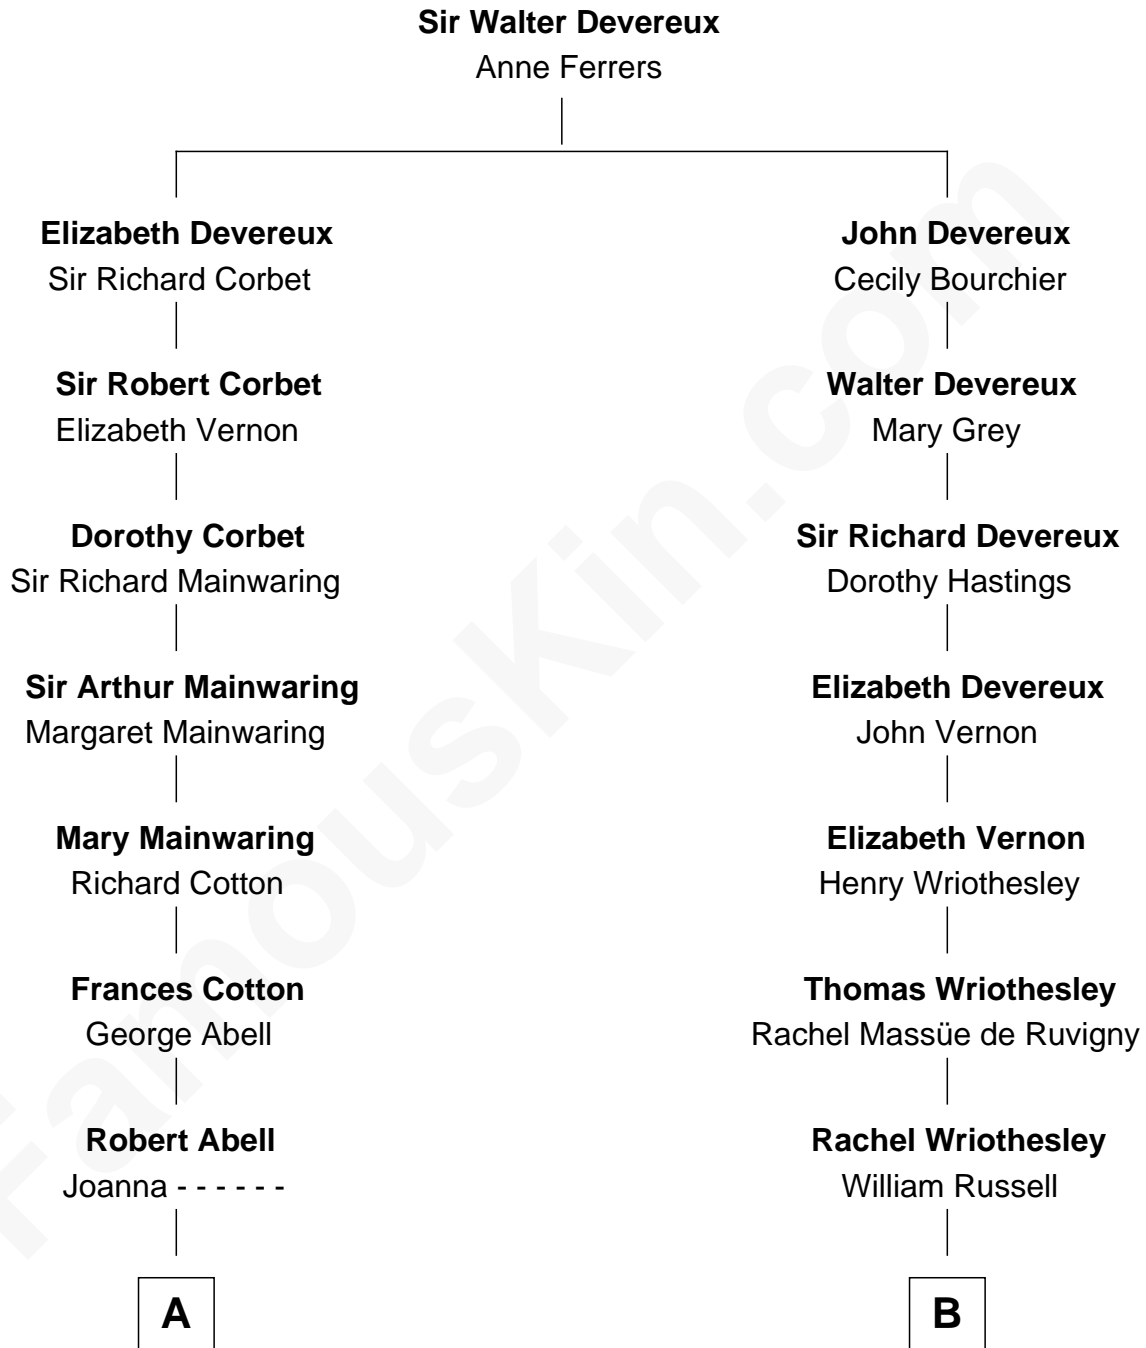 Sir Walter Devereux
Anne Ferrers
Elizabeth Devereux
Sir Richard Corbet
John Devereux
Cecily Bourchier
Sir Robert Corbet
Elizabeth Vernon
Walter Devereux
Mary Grey
Dorothy Corbet
Sir Richard Mainwaring
Sir Richard Devereux
Dorothy Hastings
Sir Arthur Mainwaring
Margaret Mainwaring
Elizabeth Devereux
John Vernon
Mary Mainwaring
Richard Cotton
Elizabeth Vernon
Henry Wriothesley
Frances Cotton
George Abell
Thomas Wriothesley
Rachel Massüe de Ruvigny
Robert Abell
Joanna - - - - - -
Rachel Wriothesley
William Russell
A
B
FamousKin.com